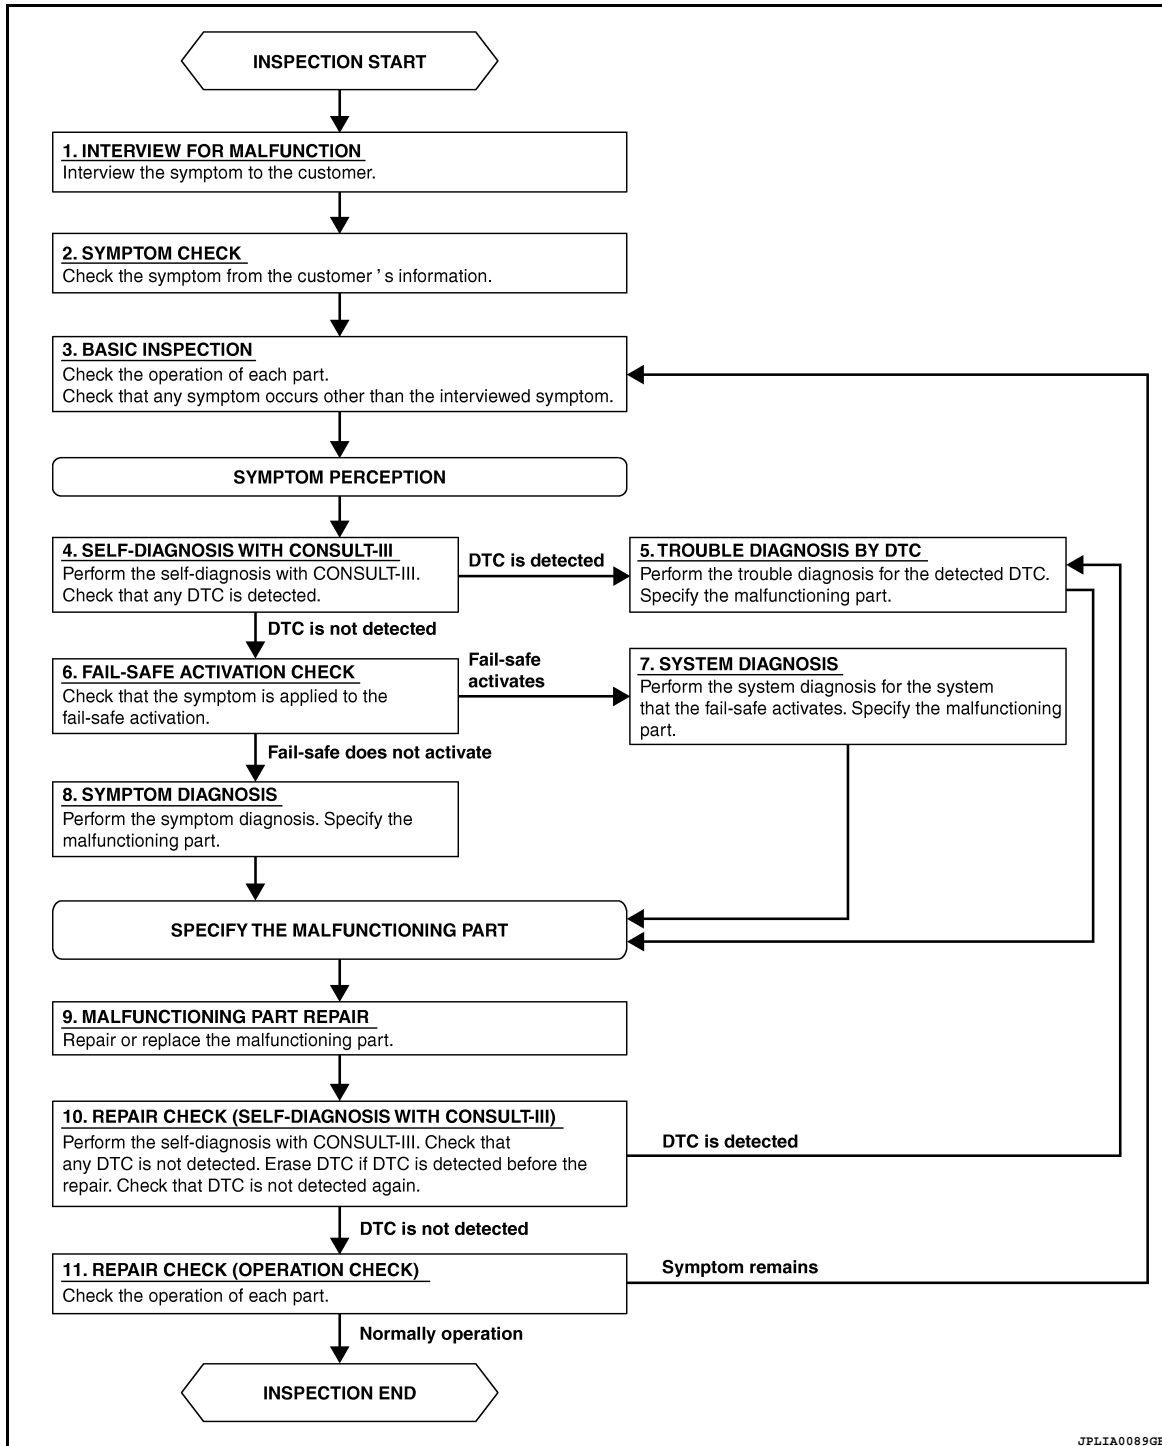 INSPECTION START
1. INTERVIEW FOR MALFUNCTION
Interview the symptom to the customer.
2. SYMPTOM CHECK
Check the symptom from the customer ' s information.
3. BASIC INSPECTION
Check the operation of each part.
Check that any symptom occurs other than the interviewed symptom.
SYMPTOM PERCEPTION
4. SELF-DIAGNOSIS WITH CONSULT-III
Perform the self-diagnosis with CONSULT-III.
Check that any DTC is detected.
DTC is detected
5. TROUBLE DIAGNOSIS BY DTC
Perform the trouble diagnosis for the detected DTC.
Specify the malfunctioning part.
DTC is not detected
6. FAIL-SAFE ACTIVATION CHECK
Check that the symptom is applied to the
fail-safe activation.
Fail-safe
activates
7. SYSTEM DIAGNOSIS
Perform the system diagnosis for the system
that the fail-safe activates. Specify the malfunctioning
part.
Fail-safe does not activate
8. SYMPTOM DIAGNOSIS
Perform the symptom diagnosis. Specify the
malfunctioning part.
SPECIFY THE MALFUNCTIONING PART
9. MALFUNCTIONING PART REPAIR
Repair or replace the malfunctioning part.
10. REPAIR CHECK (SELF-DIAGNOSIS WITH CONSULT-III)
Perform the self-diagnosis with CONSULT-III. Check that
any DTC is not detected. Erase DTC if DTC is detected before the
repair. Check that DTC is not detected again.
DTC is detected
DTC is not detected
11. REPAIR CHECK (OPERATION CHECK)
Check the operation of each part.
Symptom remains
Normally operation
INSPECTION END
JPLIA0089GB